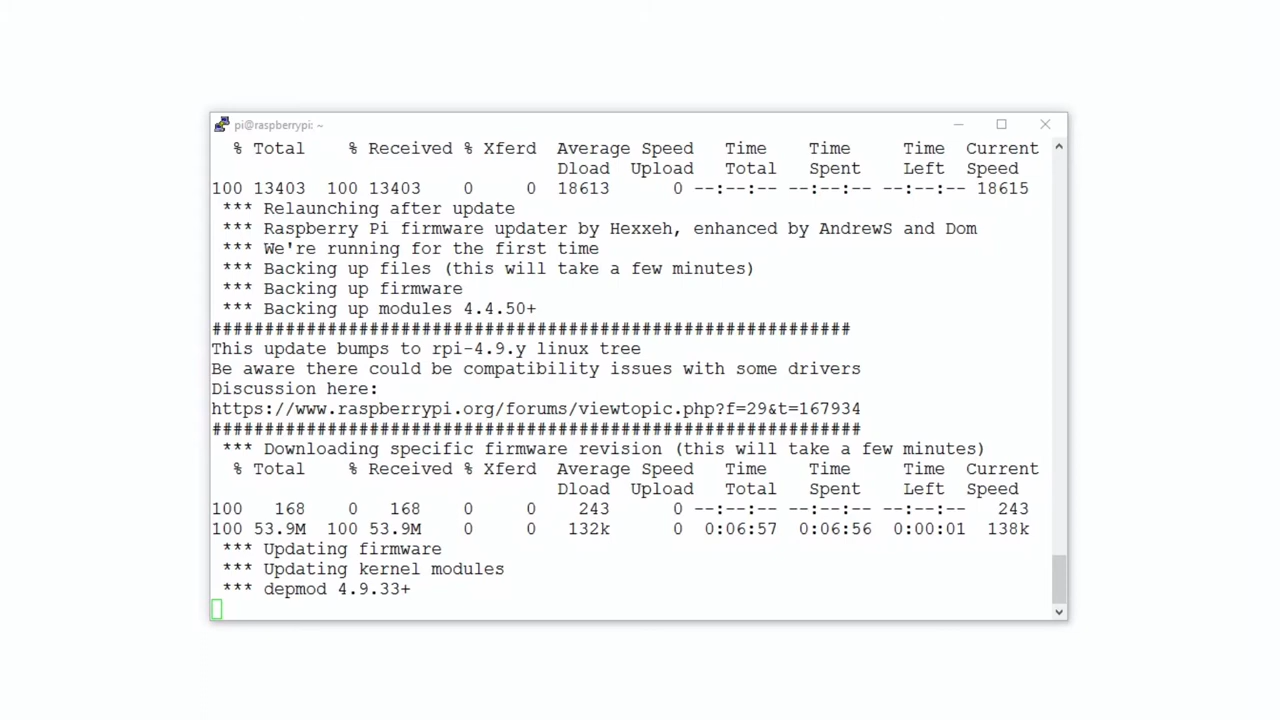 pi@raspberrypi: ~
% Total % Received % Xferd Average Speed Time Time Time Current
Dload Upload Total Spent Left Speed
100 13403 100 13403 0 0 18613 0 --:--:-- --:--:-- --:--:-- 18615
*** Relaunching after update
*** Raspberry Pi firmware updater by Hexxeh, enhanced by AndrewS and Dom
*** We're running for the first time
*** Backing up files (this will take a few minutes)
*** Backing up firmware
*** Backing up modules 4.4.50+
#############################################################
This update bumps to rpi-4.9.y linux tree
Be aware there could be compatibility issues with some drivers
Discussion here:
https://www.raspberrypi.org/forums/viewtopic.php?f=29&t=167934
##############################################################
*** Downloading specific firmware revision (this will take a few minutes)
% Total % Received % Xferd Average Speed Time Time Time Current
Dload Upload Total Spent Left Speed
100 168 0 168 0 0 243 0 --:--:-- --:--:-- --:--:-- 243
100 53.9M 100 53.9M 0 0 132k 0 0:06:57 0:06:56 0:00:01 138k
*** Updating firmware
*** Updating kernel modules
*** depmod 4.9.33+